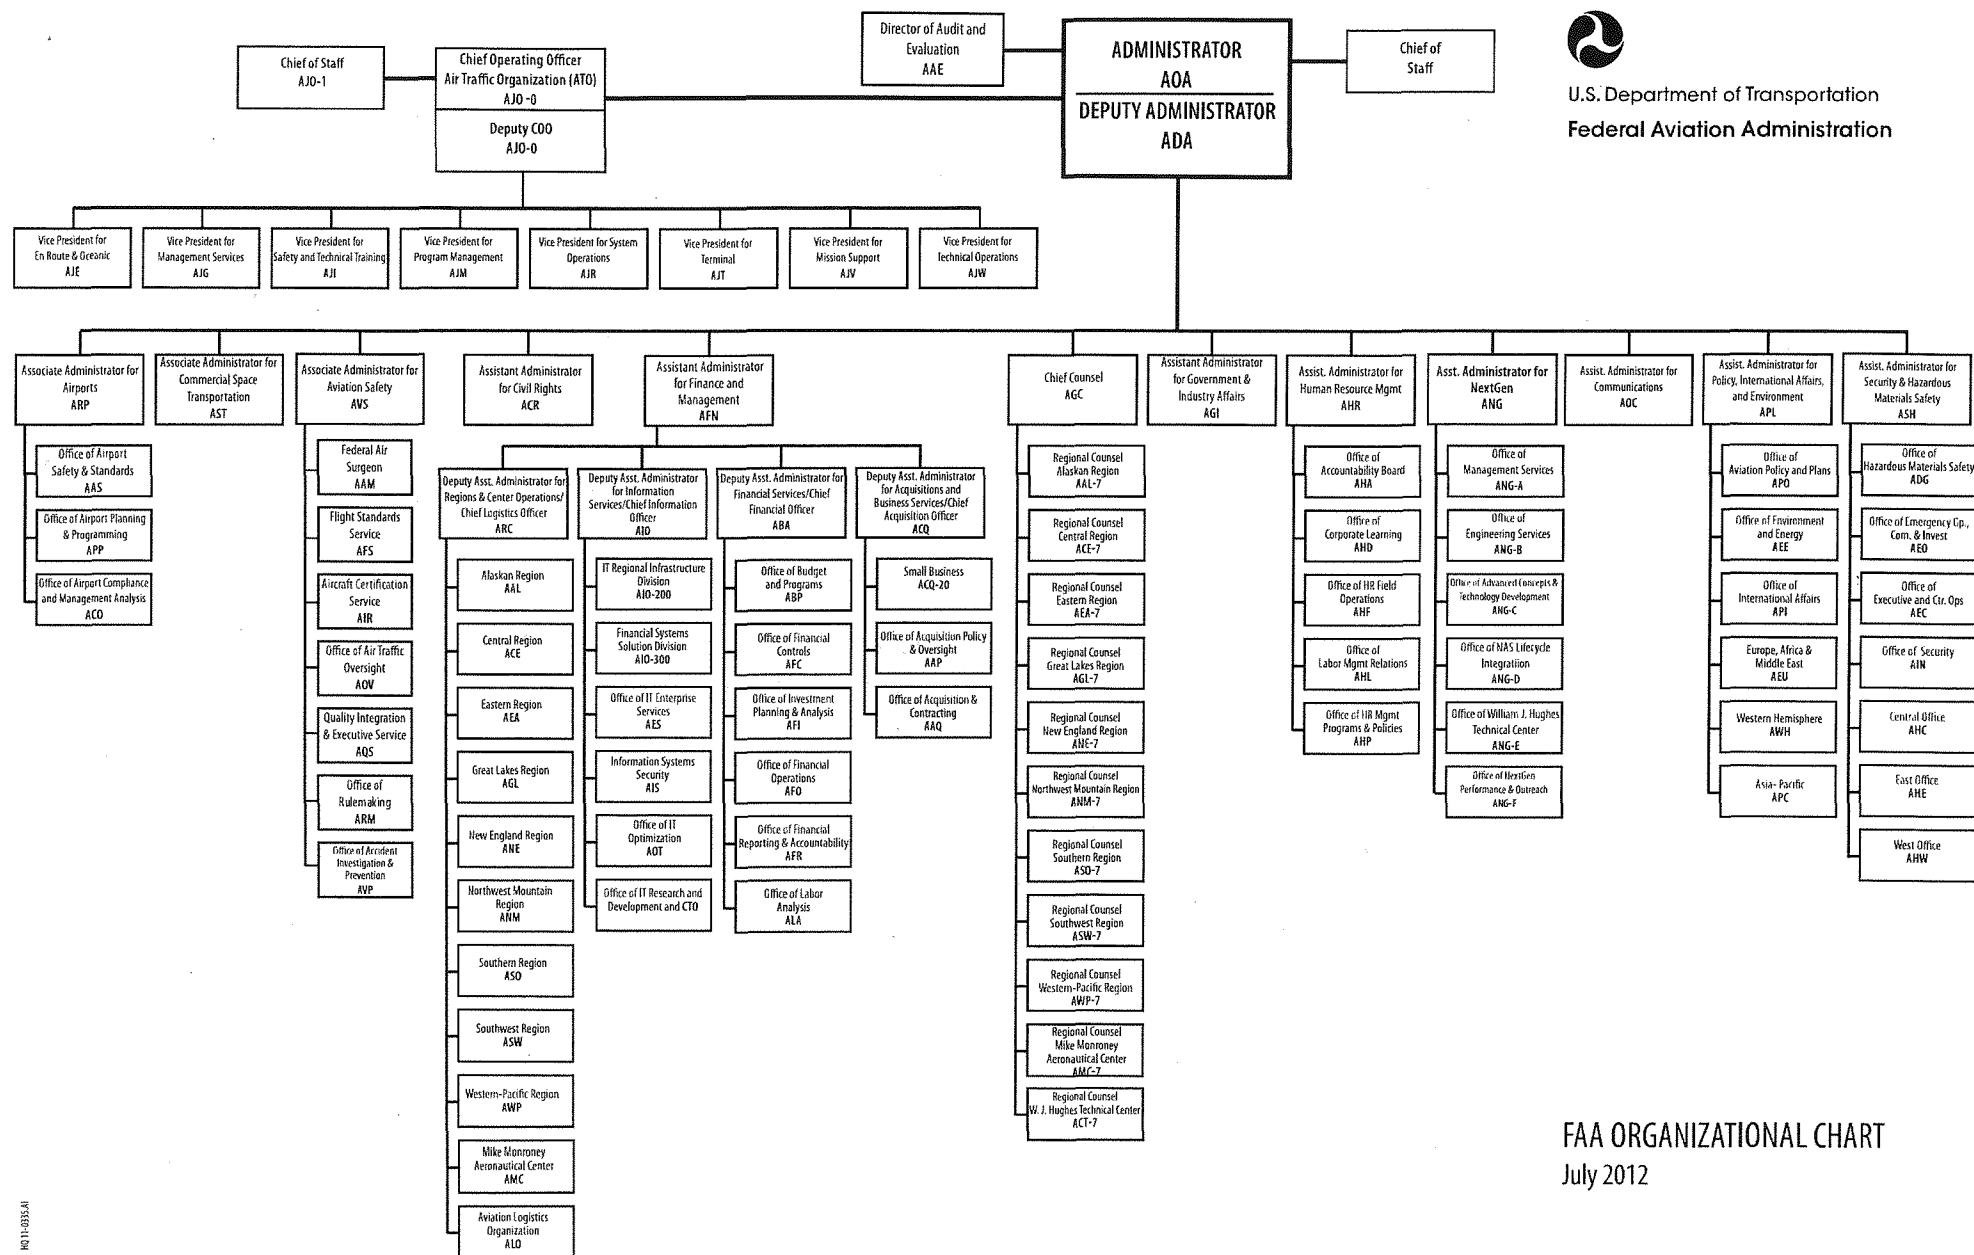 Director of Audit and
Evaluation
AAE
ADMINISTRATOR
AOA
DEPUTY ADMINISTRATOR
ADA
Chief of
Staff
U.S. Department of Transportation
Federal Aviation Administration
Chief of Staff
AJO-1
Chief Operating Officer
Air Traffic Organization (ATO)
AJO -0
Deputy COO
AJO-0
Vice President for
En Route & Oceanic
AJE
Vice President for
Management Services
AJG
Vice President for
Safety and Technical Training
AJI
Vice President for
Program Management
AJM
Vice President for System
Operations
AJR
Vice President for
Terminal
AJT
Vice President for
Mission Support
AJV
Vice President for
Technical Operations
AJW
Associate Administrator for
Airports
ARP
Office of Airport
Safety & Standards
AAS
Office of Airport Planning
& Programming
APP
Office of Airport Compliance
and Management Analysis
ACO
Associate Administrator for
Commercial Space
Transportation
AST
Associate Administrator for
Aviation Safety
AVS
Federal Air
Surgeon
AAM
Flight Standards
Service
AFS
Aircraft Certification
Service
AIR
Office of Air Traffic
Oversight
AOV
Quality Integration
& Executive Service
AQS
Office of
Rulemaking
ARM
Office of Accident
Investigation &
Prevention
AVP
Assistant Administrator
for Civil Rights
ACR
Assistant Administrator
for Finance and
Management
AFN
Deputy Asst. Administrator for
Regions & Center Operations/
Chief Logistics Officer
ARC
Alaskan Region
AAL
Central Region
ACE
Eastern Region
AEA
Great Lakes Region
AGL
New England Region
ANE
Northwest Mountain
Region
ANM
Southern Region
ASO
Southwest Region
ASW
Western-Pacific Region
AWP
Mike Monroney
Aeronautical Center
AMC
Aviation Logistics
Organization
ALO
Deputy Asst. Administrator
for Information
Services/Chief Information
Officer
AIO
IT Regional Infrastructure
Division
AIO-200
Financial Systems
Solution Division
AIO-300
Office of IT Enterprise
Services
AES
Information Systems
Security
AIS
Office of IT
Optimization
AOT
Office of IT Research and
Development and CTO
Deputy Asst. Administrator for
Financial Services/Chief
Financial Officer
ABA
Office of Budget
and Programs
ABP
Office of Financial
Controls
AFC
Office of Investment
Planning & Analysis
AFI
Office of Financial
Operations
AFO
Office of Financial
Reporting & Accountability
AFR
Office of Labor
Analysis
ALA
Deputy Asst. Administrator
for Acquisitions and
Business Services/Chief
Acquisition Officer
ACQ
Small Business
ACQ-20
Office of Acquisition Policy
& Oversight
AAP
Office of Acquisition &
Contracting
AAQ
Chief Counsel
AGC
Regional Counsel
Alaskan Region
AAL-7
Regional Counsel
Central Region
ACE-7
Regional Counsel
Eastern Region
AEA-7
Regional Counsel
Great Lakes Region
AGL-7
Regional Counsel
New England Region
ANE-7
Regional Counsel
Northwest Mountain Region
ANM-7
Regional Counsel
Southern Region
ASO-7
Regional Counsel
Southwest Region
ASW-7
Regional Counsel
Western-Pacific Region
AWP-7
Regional Counsel
Mike Monroney
Aeronautical Center
AMC-7
Regional Counsel
W. J. Hughes Technical Center
ACT-7
Assistant Administrator
for Government &
Industry Affairs
AGI
Assist. Administrator for
Human Resource Mgmt
AHR
Office of
Accountability Board
AHA
Office of
Corporate Learning
AHD
Office of HR Field
Operations
AHF
Office of
Labor Mgmt Relations
AHL
Office of HR Mgmt
Programs & Policies
AHP
Asst. Administrator for
NextGen
ANG
Office of
Management Services
ANG-A
Office of
Engineering Services
ANG-B
Office of Advanced Concepts &
Technology Development
ANG-C
Office of NAS Lifecycle
Integratiion
ANG-D
Office of William J. Hughes
Technical Center
ANG-E
Office of NextGen
Performance & Outreach
ANG-F
Assist. Administrator for
Communications
AOC
Assist. Administrator for
Policy, International Affairs,
and Environment
APL
Office of
Aviation Policy and Plans
APO
Office of Environment
and Energy
AEE
Office of
International Affairs
API
Europe, Africa &
Middle East
AEU
Western Hemisphere
AWH
Asia- Pacific
APC
Assist. Administrator for
Security & Hazardous
Materials Safety
ASH
Office of
Hazardous Materials Safety
ADG
Office of Emergency Op.,
Com. & Invest
AEO
Office of
Executive and Ctr. Ops
AEC
Office of Security
AIN
Central Office
AHC
East Office
AHE
West Office
AHW
FAA ORGANIZATIONAL CHART
July 2012
HQ 11-0335.AI